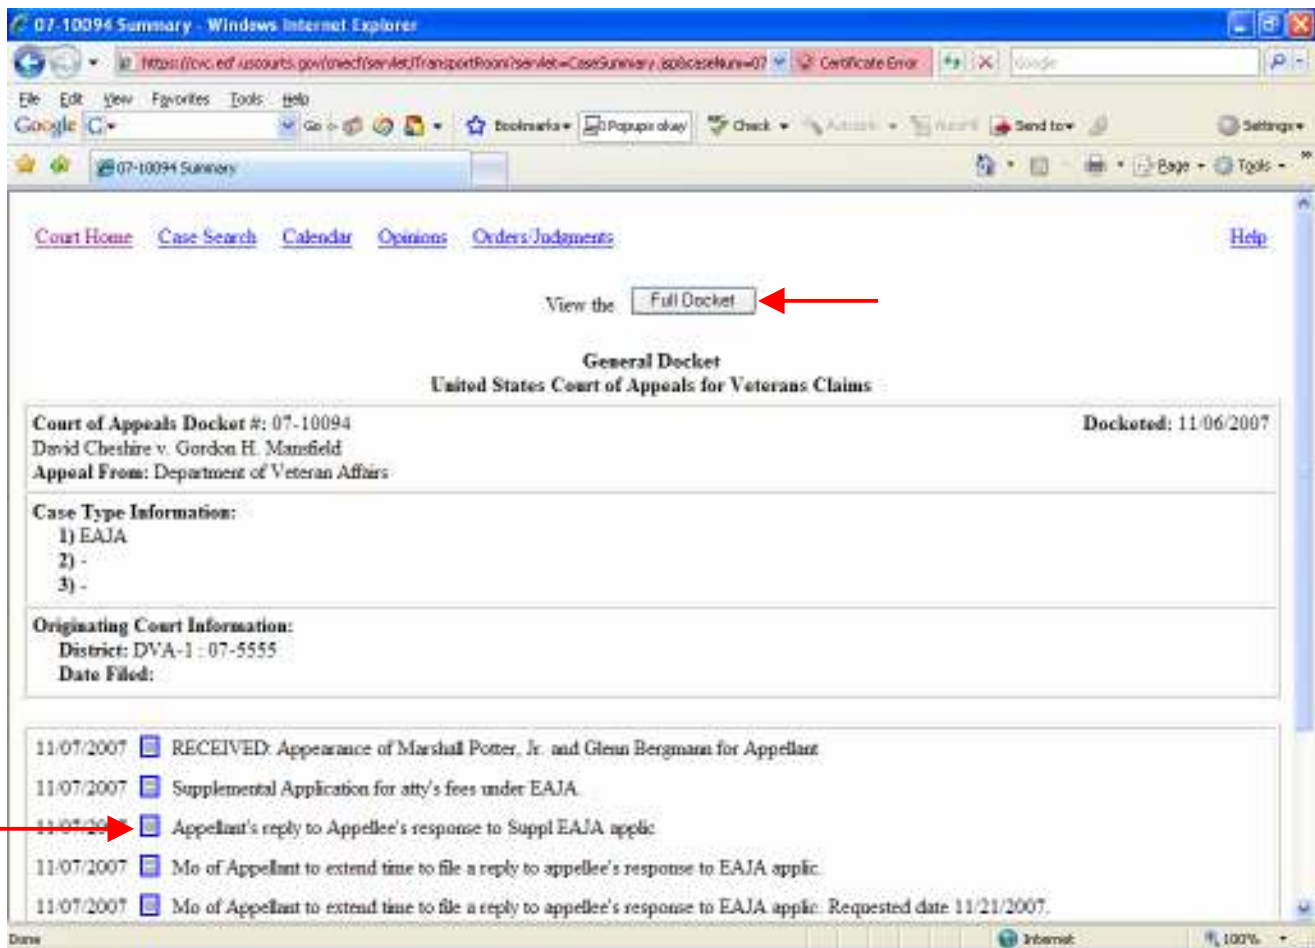 07-10094 Summary - Windows Internet Explorer
Certificate Error
Google
File Edit View Favorites Tools Help
Google Go Bookmarks Popups okay Check Send to Settings
07-10094 Summary
Page Tools
Court Home Case Search Calendar Opinions Orders/Judgments Help
View the Full Docket
General Docket
United States Court of Appeals for Veterans Claims
Court of Appeals Docket #: 07-10094 Docketed: 11/06/2007
David Cheshire v. Gordon H. Mansfield
Appeal From: Department of Veteran Affairs
Case Type Information:
1) EAJA
2) -
3) -
Originating Court Information:
District: DVA-1 : 07-5555
Date Filed:
11/07/2007 RECEIVED: Appearance of Marshall Potter, Jr. and Glenn Bergmann for Appellant
11/07/2007 Supplemental Application for atty's fees under EAJA.
11/07/2007 Appellant's reply to Appellee's response to Suppl EAJA applic
11/07/2007 Mo of Appellant to extend time to file a reply to appellee's response to EAJA applic.
11/07/2007 Mo of Appellant to extend time to file a reply to appellee's response to EAJA applic. Requested date 11/21/2007.
Done Internet 100%